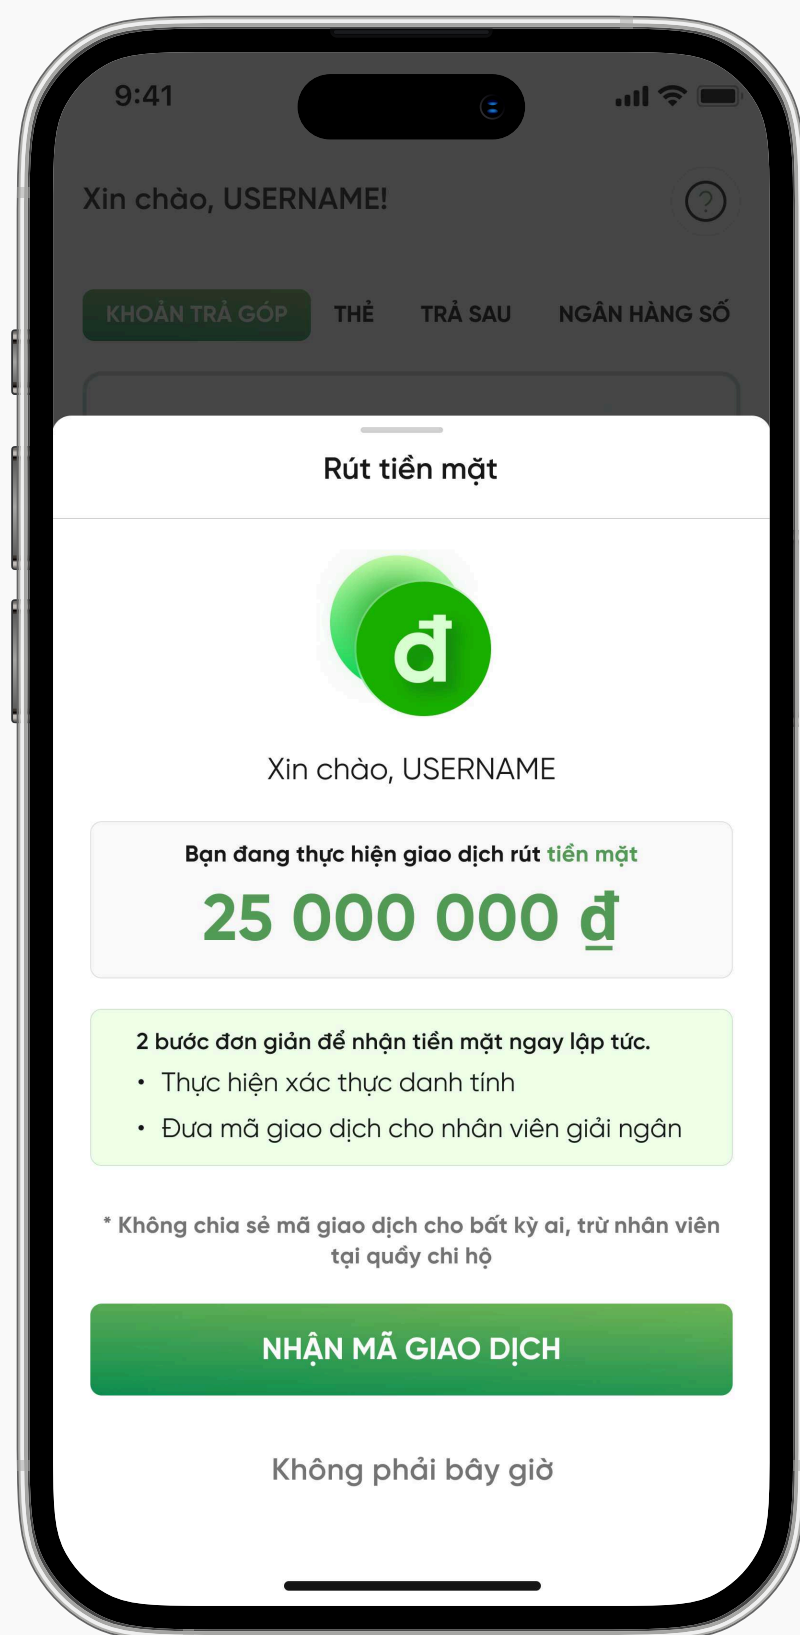 9:41
Xin chào, USERNAME!
?
KHOẢN TRẢ GÓP THẺ TRẢ SAU NGÂN HÀNG SỐ
Rút tiền mặt
đ
Xin chào, USERNAME
Bạn đang thực hiện giao dịch rút tiền mặt
25 000 000 ₫
2 bước đơn giản để nhận tiền mặt ngay lập tức.
• Thực hiện xác thực danh tính
• Đưa mã giao dịch cho nhân viên giải ngân
* Không chia sẻ mã giao dịch cho bất kỳ ai, trừ nhân viên
tại quầy chi hộ
NHẬN MÃ GIAO DỊCH
Không phải bây giờ